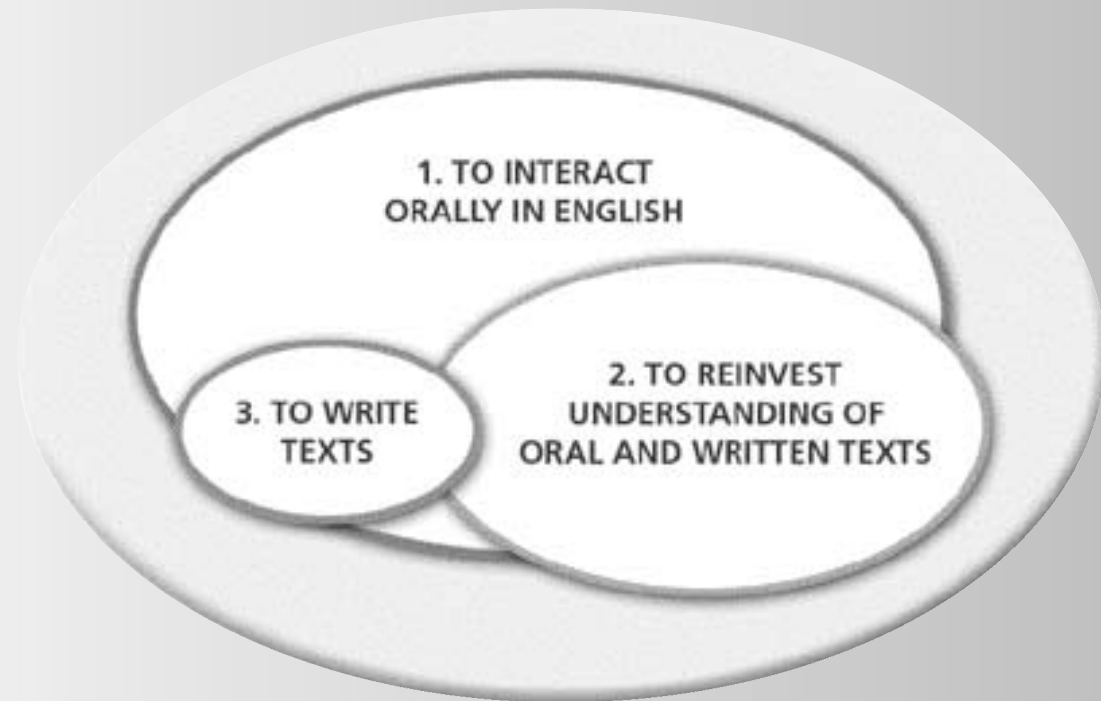 1. TO INTERACT
ORALLY IN ENGLISH
2. TO REINVEST
UNDERSTANDING OF
ORAL AND WRITTEN TEXTS
3. TO WRITE
TEXTS